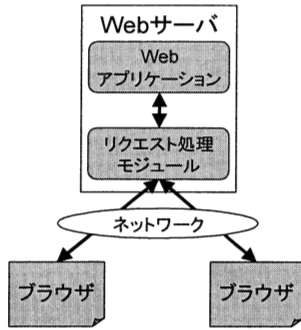 Webサーバ
Web
アプリケーション
リクエスト処理
モジュール
ネットワーク
ブラウザ
ブラウザ